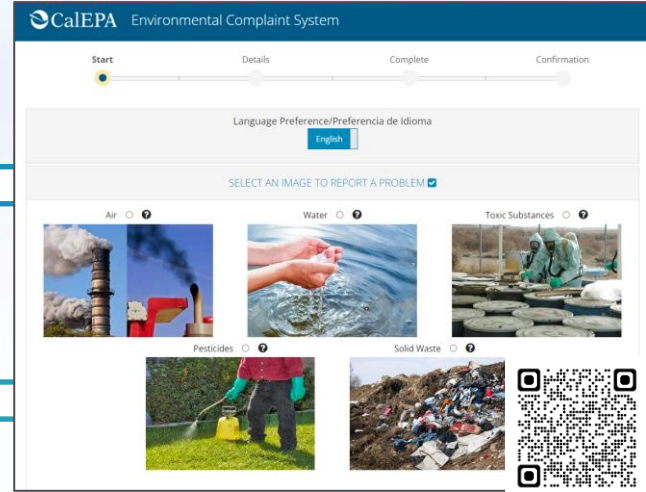 CalEPA Environmental Complaint System
Start Details Complete Confirmation
Language Preference/Preferencia de Idioma
English
SELECT AN IMAGE TO REPORT A PROBLEM
Air Water Toxic Substances
Pesticides Solid Waste